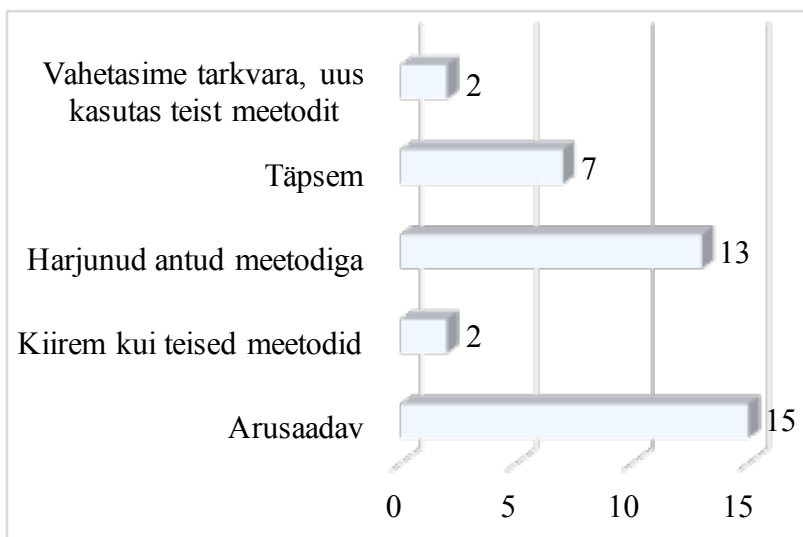 Vahetasime tarkvara, uus
kasutas teist meetodit
2
Täpsem
7
Harjunud antud meetodiga
13
Kiirem kui teised meetodid
2
Arusaadav
15
0 5 10 15